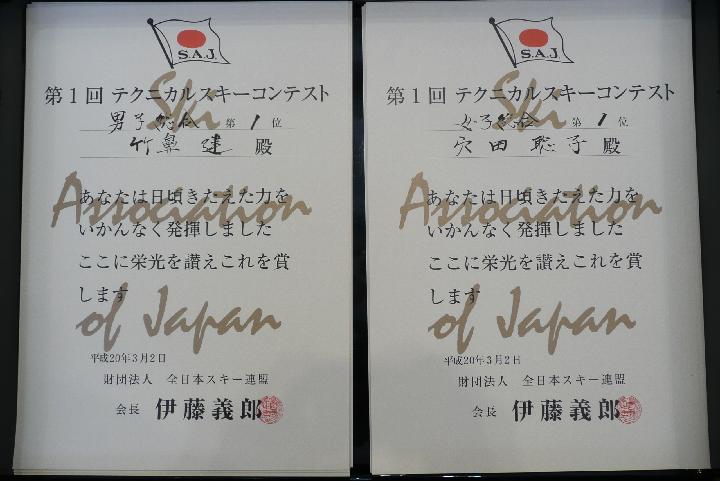 S.A.J.
Ski
第1回 テクニカルスキーコンテスト
男子総合 第1位
竹鼻 建 殿
あなたは日頃きたえた力を
Association
いかんなく発揮しました
ここに栄光を讃えこれを賞
します
of Japan
平成20年3月2日
財団法人 全日本スキー連盟
会長 伊藤義郎
S.A.J.
Ski
第1回 テクニカルスキーコンテスト
女子総合 第1位
穴田 聡子 殿
あなたは日頃きたえた力を
Association
いかんなく発揮しました
ここに栄光を讃えこれを賞
します
of Japan
平成20年3月2日
財団法人 全日本スキー連盟
会長 伊藤義郎